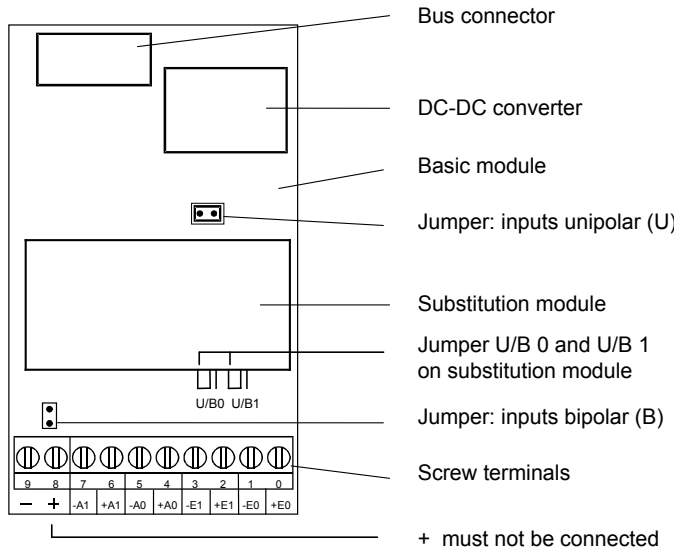 Bus connector
DC-DC converter
Basic module
Jumper: inputs unipolar (U)
Substitution module
Jumper U/B 0 and U/B 1
on substitution module
U/B0 U/B1
Jumper: inputs bipolar (B)
Screw terminals
9 8 7 6 5 4 3 2 1 0
− + -A1 +A1 -A0 +A0 -E1 +E1 -E0 +E0
+ must not be connected